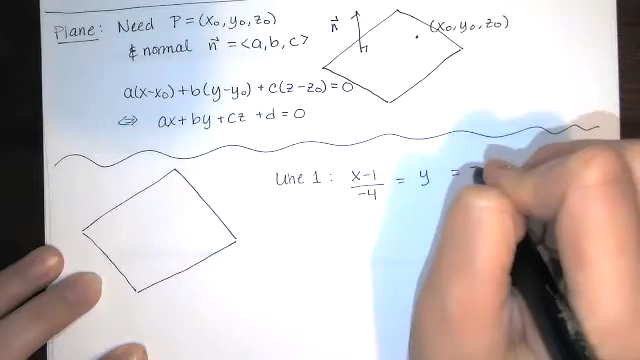 Plane: Need P = (x₀, y₀, z₀)
& normal n⃗ = <a, b, c>
n⃗
(x₀, y₀, z₀)
a(x-x₀) + b(y-y₀) + c(z-z₀) = 0
⇔ ax + by + cz + d = 0
Line 1: (x-1)/-4 = y =